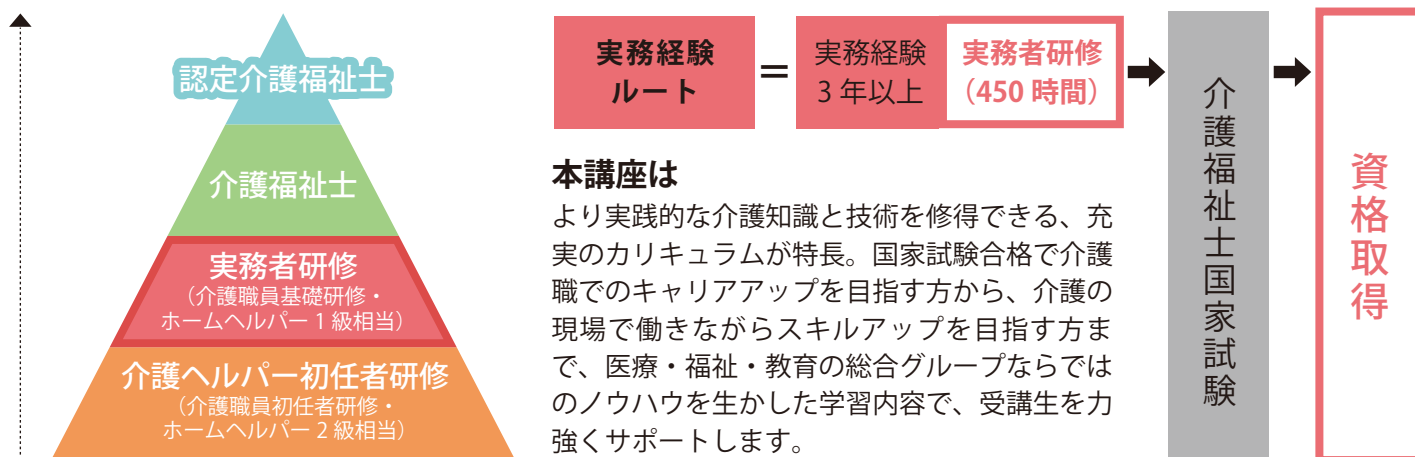 認定介護福祉士
介護福祉士
実務者研修
（介護職員基礎研修・
ホームヘルパー1級相当）
介護ヘルパー初任者研修
（介護職員初任者研修・
ホームヘルパー2級相当）
実務経験
ルート
＝
実務経験
3年以上
実務者研修
（450時間）
介護福祉士国家試験
資格取得
本講座は
より実践的な介護知識と技術を修得できる、充
実のカリキュラムが特長。国家試験合格で介護
職でのキャリアアップを目指す方から、介護の
現場で働きながらスキルアップを目指す方ま
で、医療・福祉・教育の総合グループならでは
のノウハウを生かした学習内容で、受講生を力
強くサポートします。